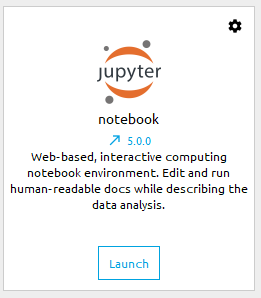 jupyter
notebook
5.0.0
Web-based, interactive computing
notebook environment. Edit and run
human-readable docs while describing the
data analysis.
Launch